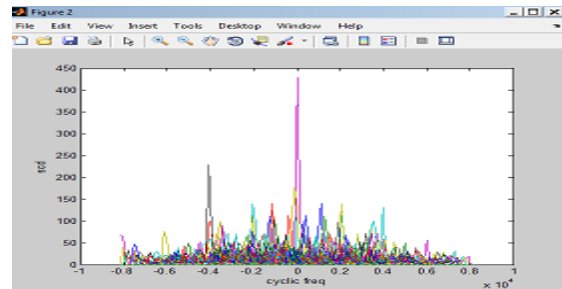 Figure 2
File Edit View Insert Tools Desktop Window Help
450
400
350
300
250
200
150
100
50
0
scd
-1 -0.8 -0.6 -0.4 -0.2 0 0.2 0.4 0.6 0.8 1
cyclic freq
x 10⁴